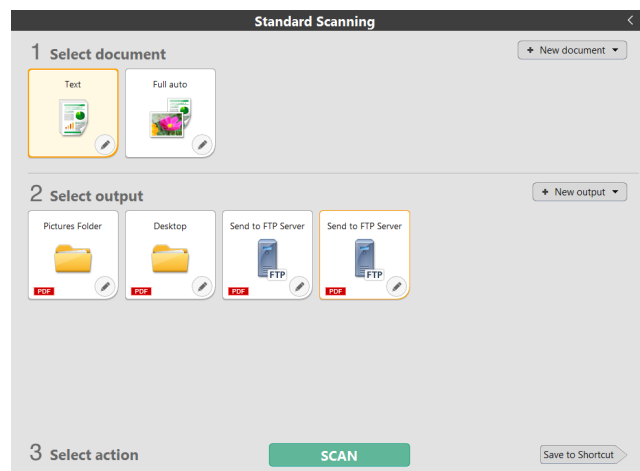 Standard Scanning
1 Select document
+ New document
Text
Full auto
2 Select output
+ New output
Pictures Folder
Desktop
Send to FTP Server
Send to FTP Server
FTP
FTP
PDF
PDF
PDF
PDF
3 Select action
SCAN
Save to Shortcut